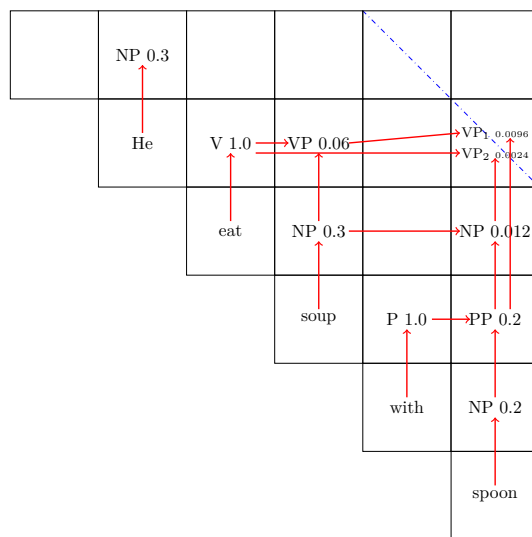 NP 0.3
VP₁ 0.0096
He V 1.0 VP 0.06
VP₂ 0.0024
eat NP 0.3 NP 0.012
soup P 1.0 PP 0.2
with NP 0.2
spoon